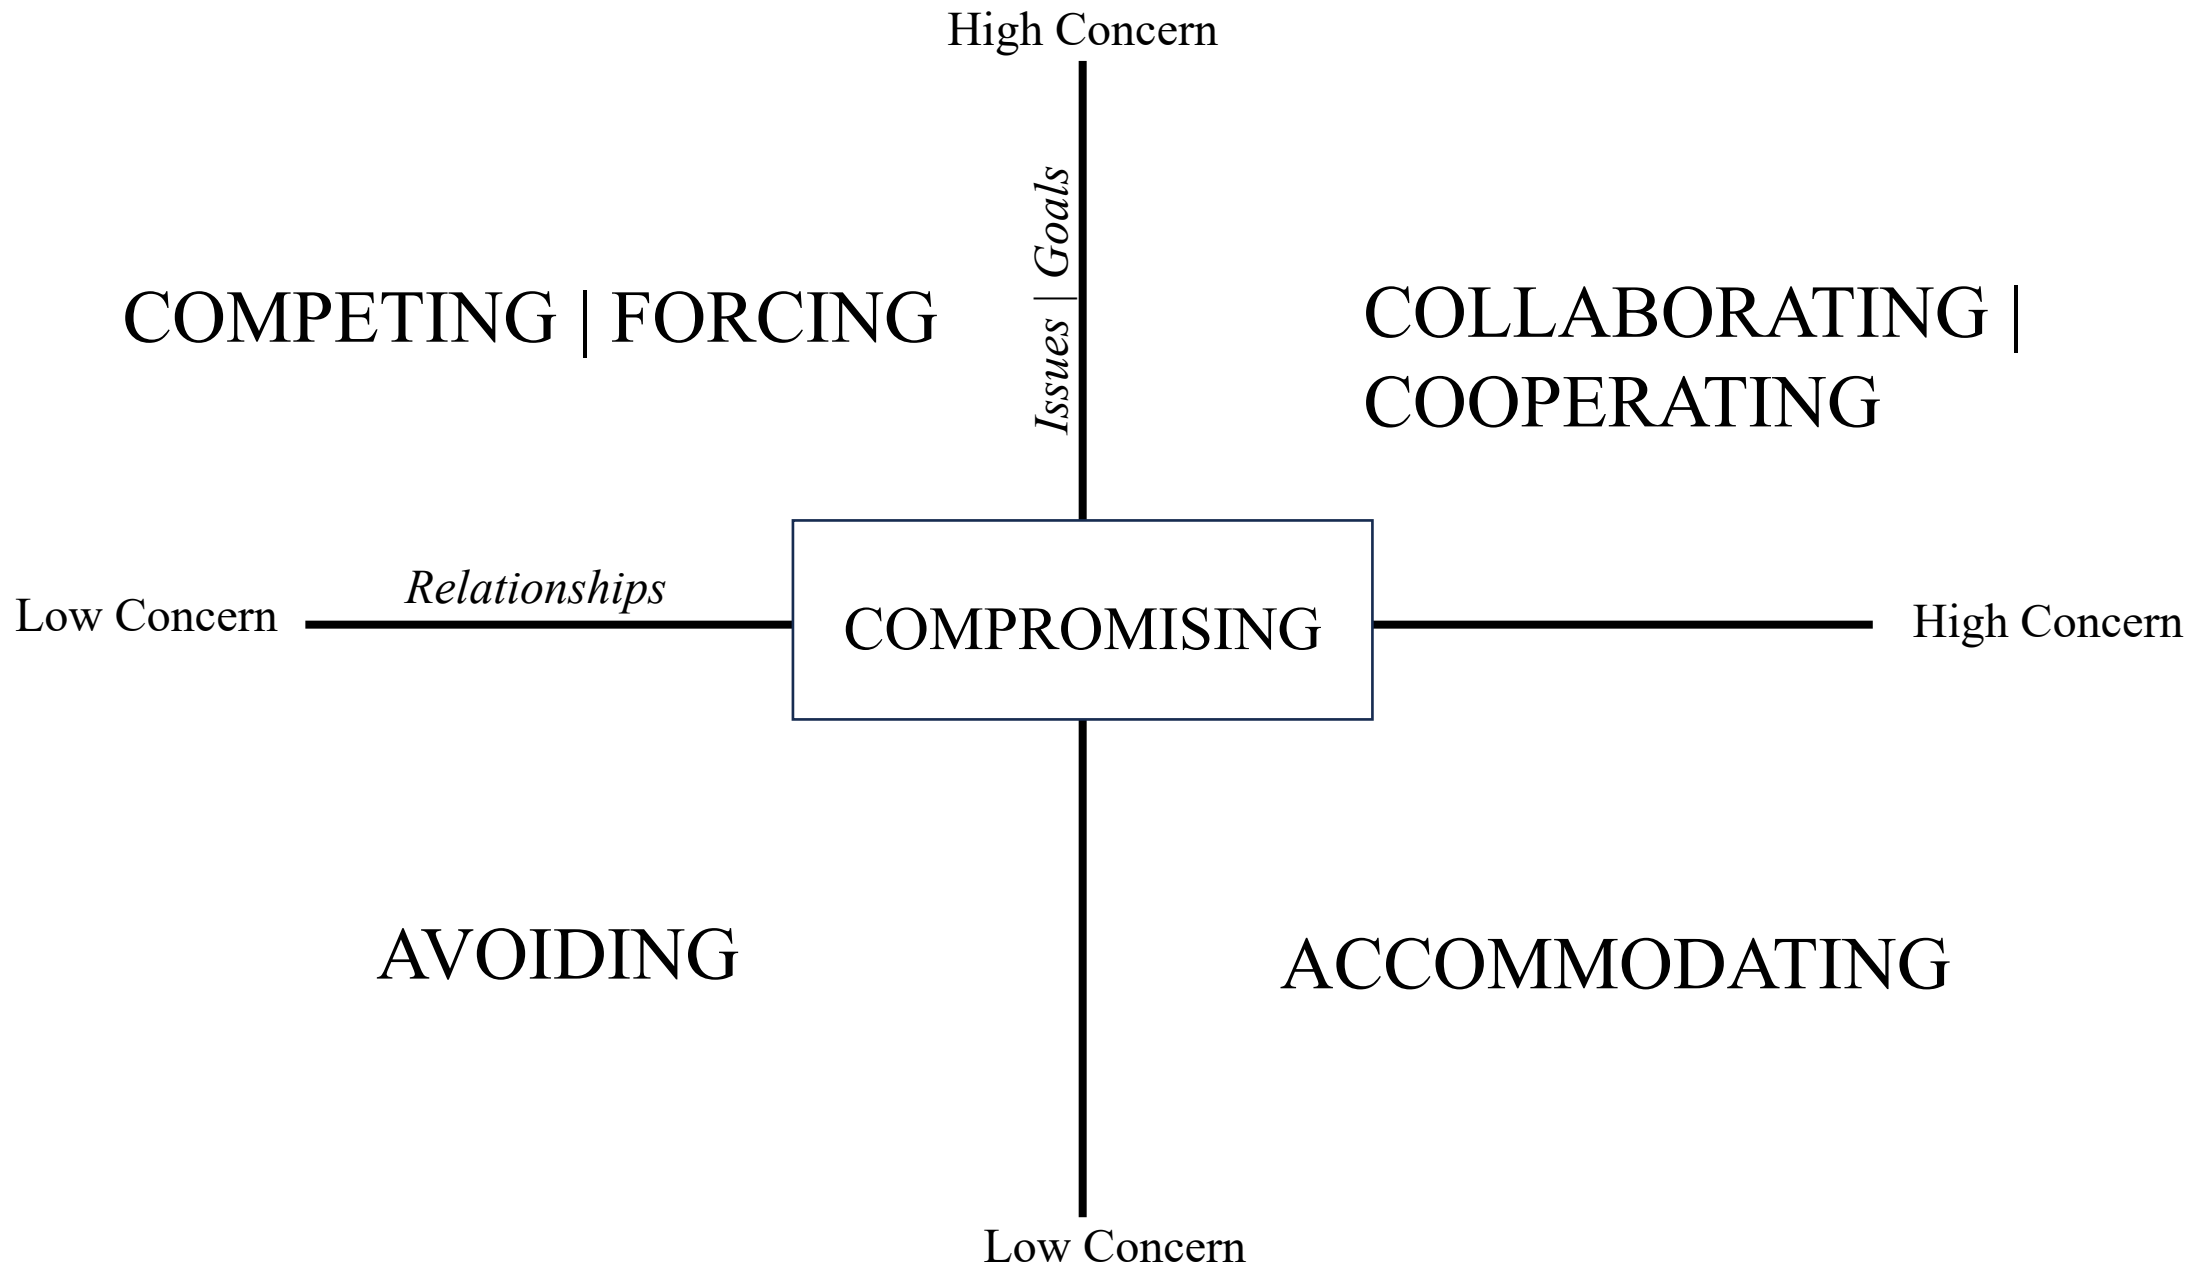 High Concern
Issues | Goals
COMPETING | FORCING
COLLABORATING |
COOPERATING
Relationships
Low Concern
COMPROMISING
High Concern
AVOIDING
ACCOMMODATING
Low Concern